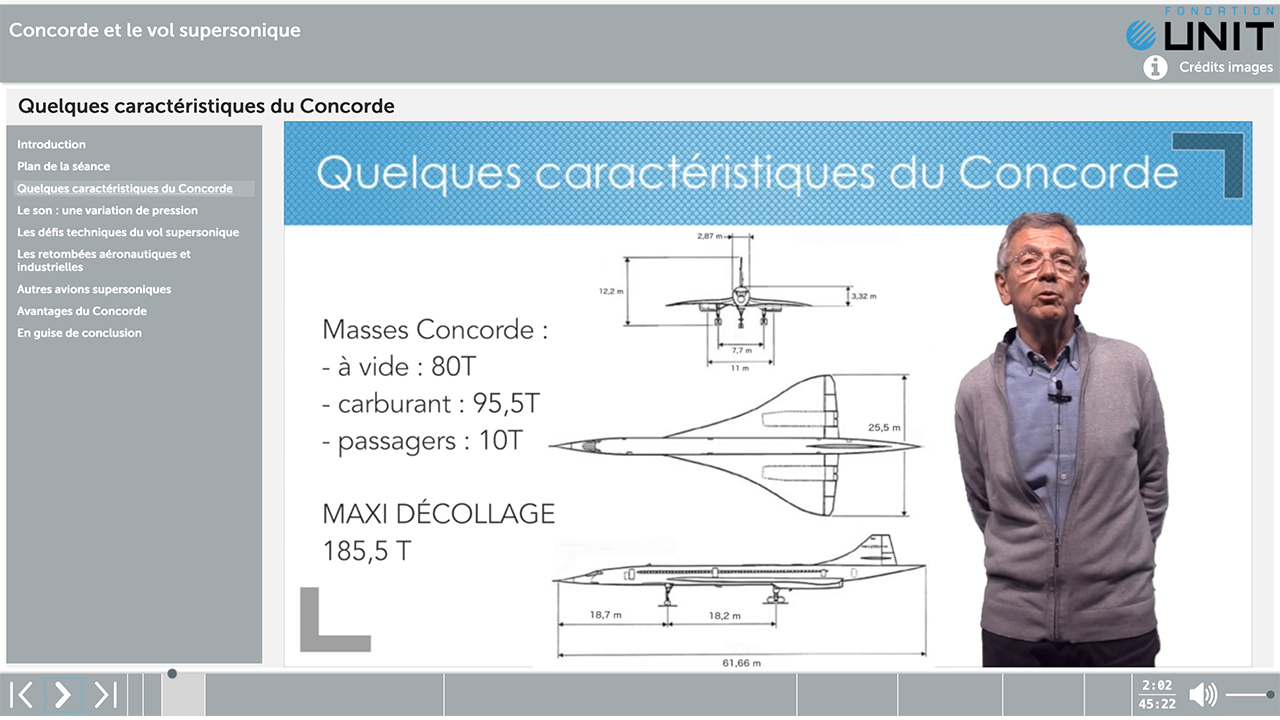 Concorde et le vol supersonique
FONDATION
UNIT
Crédits images
Quelques caractéristiques du Concorde
Introduction
Plan de la séance
Quelques caractéristiques du Concorde
Le son : une variation de pression
Les défis techniques du vol supersonique
Les retombées aéronautiques et
industrielles
Autres avions supersoniques
Avantages du Concorde
En guise de conclusion
Quelques caractéristiques du Concorde
2,87 m
12,2 m
3,32 m
7,7 m
11 m
Masses Concorde :
- à vide : 80T
- carburant : 95,5T
- passagers : 10T
25,5 m
MAXI DÉCOLLAGE
185,5 T
18,7 m
18,2 m
61,66 m
2:02
45:22